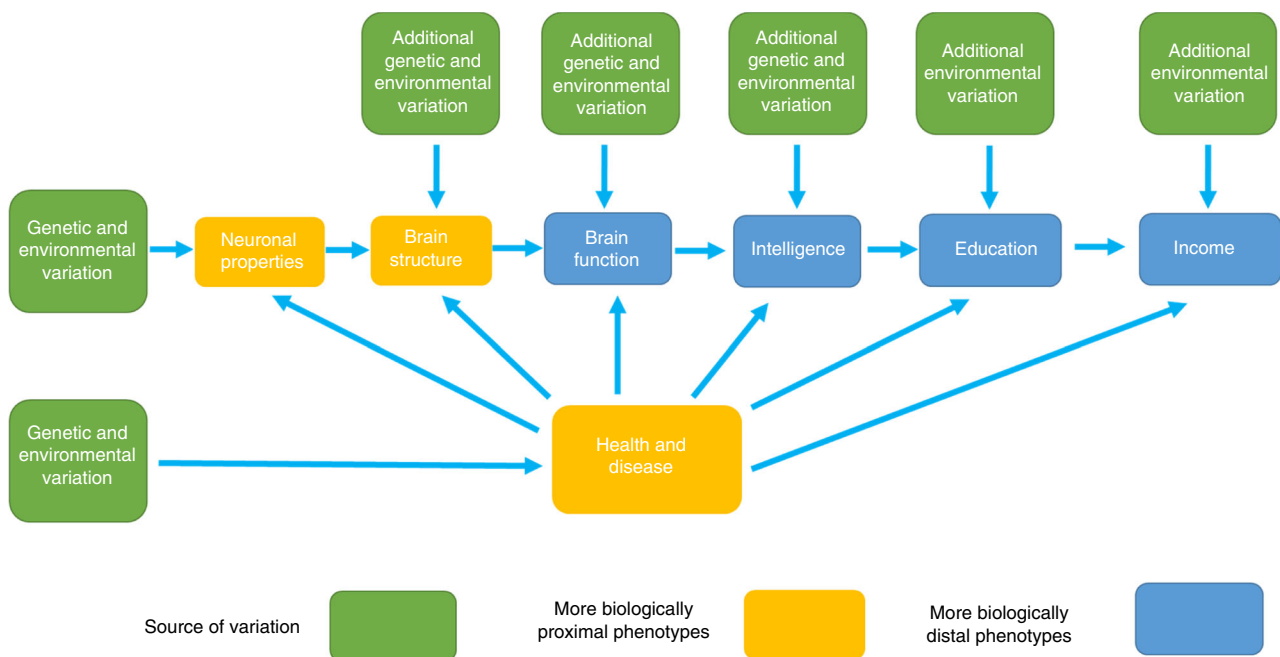 Additional
genetic and
environmental
variation
Additional
genetic and
environmental
variation
Additional
genetic and
environmental
variation
Additional
environmental
variation
Additional
environmental
variation
Genetic and
environmental
variation
Neuronal
properties
Brain
structure
Brain
function
Intelligence
Education
Income
Genetic and
environmental
variation
Health and
disease
Source of variation
More biologically
proximal phenotypes
More biologically
distal phenotypes